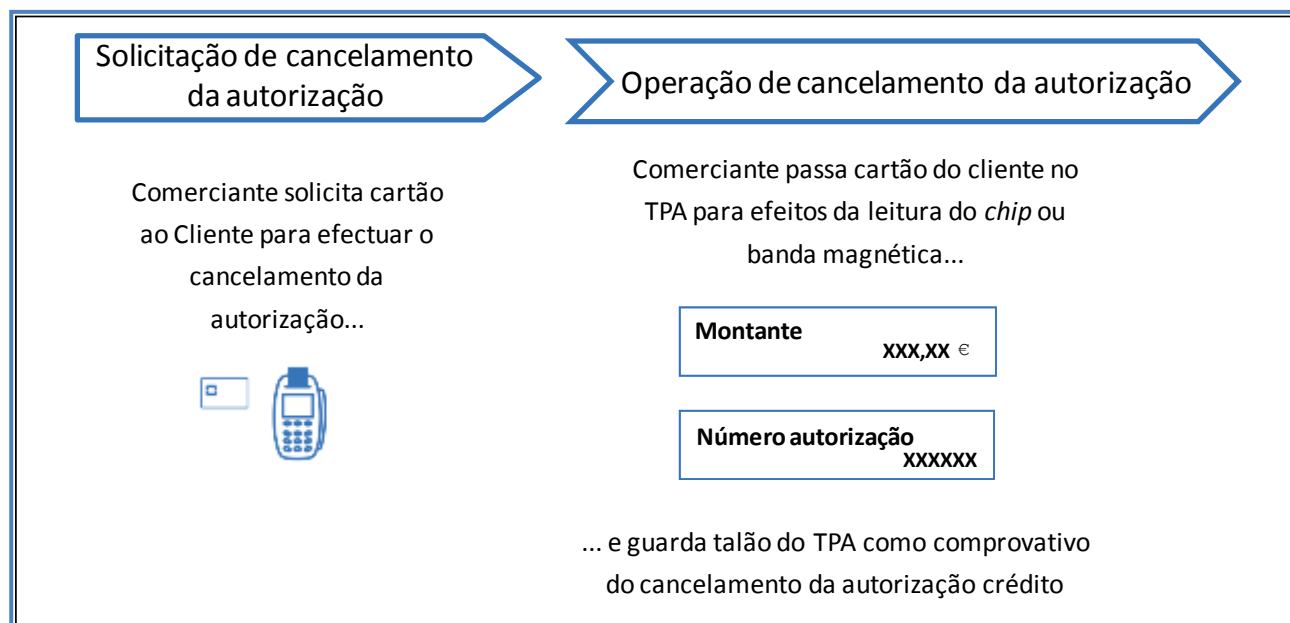 Solicitação de cancelamento
da autorização
Operação de cancelamento da autorização
Comerciante solicita cartão
ao Cliente para efectuar o
cancelamento da
autorização...
Comerciante passa cartão do cliente no
TPA para efeitos da leitura do chip ou
banda magnética...
Montante
XXX,XX €
Número autorização
XXXXXX
... e guarda talão do TPA como comprovativo
do cancelamento da autorização crédito